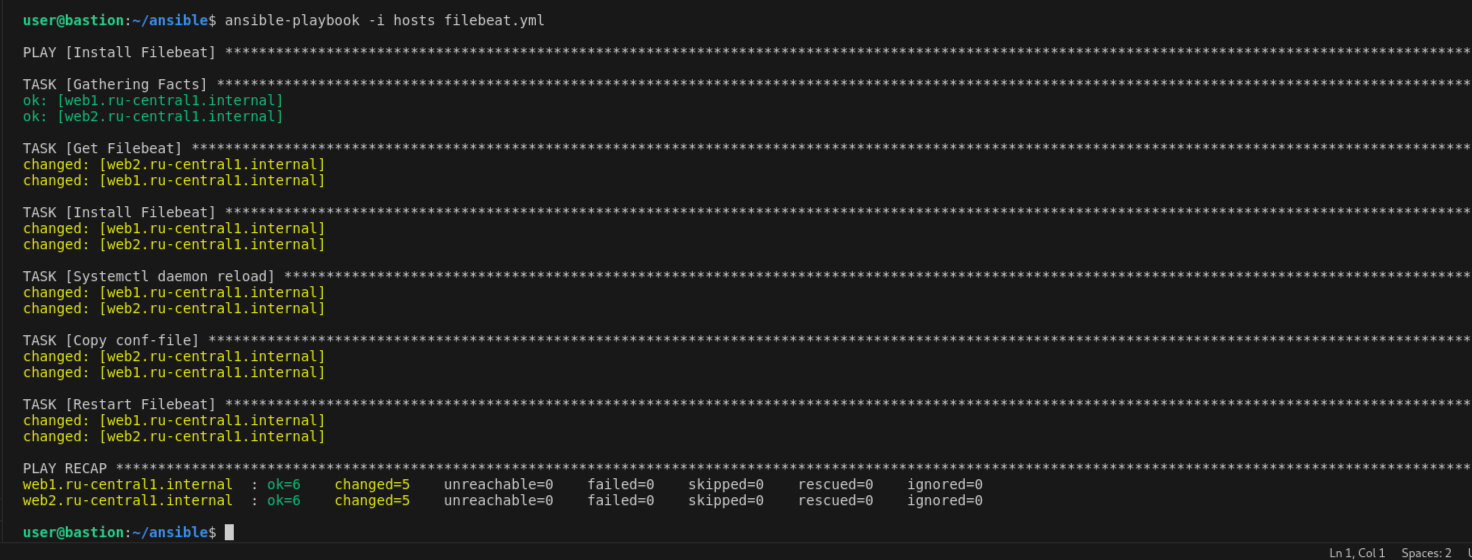 user@bastion:~/ansible$ ansible-playbook -i hosts filebeat.yml
PLAY [Install Filebeat] ****************************************************************************************************************************************************
TASK [Gathering Facts] *****************************************************************************************************************************************************
ok: [web1.ru-central1.internal]
ok: [web2.ru-central1.internal]
TASK [Get Filebeat] ********************************************************************************************************************************************************
changed: [web2.ru-central1.internal]
changed: [web1.ru-central1.internal]
TASK [Install Filebeat] ****************************************************************************************************************************************************
changed: [web1.ru-central1.internal]
changed: [web2.ru-central1.internal]
TASK [Systemctl daemon reload] *********************************************************************************************************************************************
changed: [web1.ru-central1.internal]
changed: [web2.ru-central1.internal]
TASK [Copy conf-file] ******************************************************************************************************************************************************
changed: [web2.ru-central1.internal]
changed: [web1.ru-central1.internal]
TASK [Restart Filebeat] ****************************************************************************************************************************************************
changed: [web1.ru-central1.internal]
changed: [web2.ru-central1.internal]
PLAY RECAP *****************************************************************************************************************************************************************
web1.ru-central1.internal  : ok=6    changed=5    unreachable=0    failed=0    skipped=0    rescued=0    ignored=0
web2.ru-central1.internal  : ok=6    changed=5    unreachable=0    failed=0    skipped=0    rescued=0    ignored=0
user@bastion:~/ansible$
Ln 1, Col 1 Spaces: 2